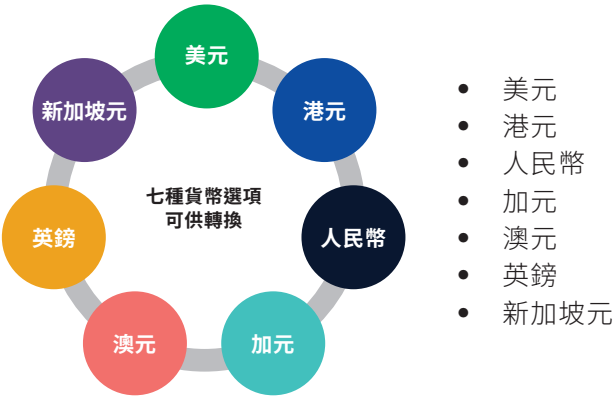 美元
港元
人民幣
加元
澳元
英鎊
新加坡元
七種貨幣選項
可供轉換
• 美元
• 港元
• 人民幣
• 加元
• 澳元
• 英鎊
• 新加坡元